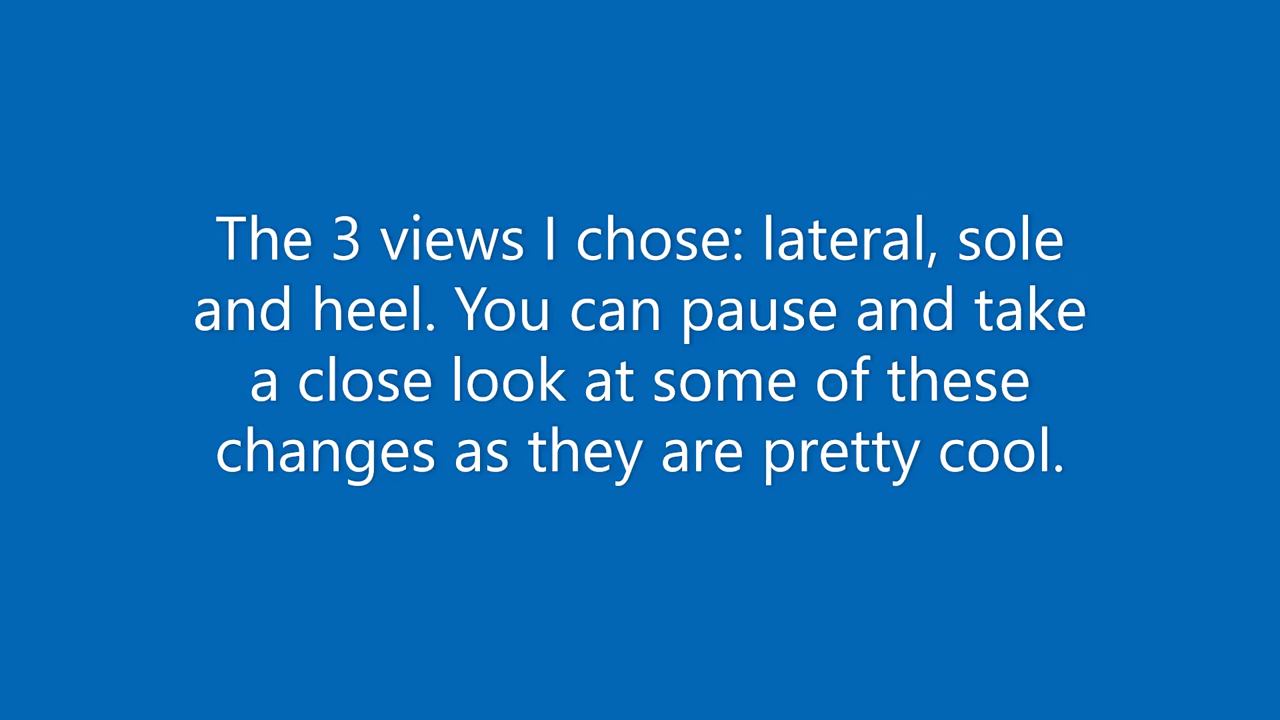 The 3 views I chose: lateral, sole
and heel. You can pause and take
a close look at some of these
changes as they are pretty cool.